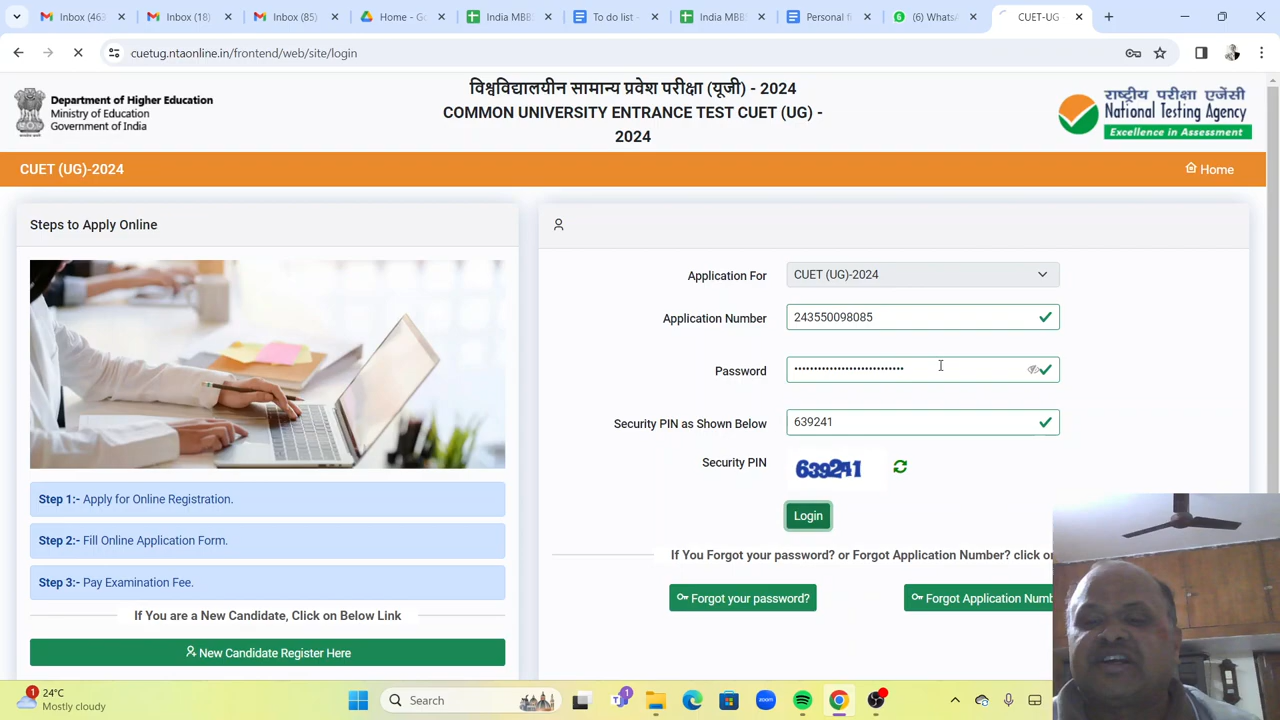 Inbox (463
Inbox (18)
Inbox (85)
Home - Go
India MBB
To do list -
India MBB
Personal fi
(6) WhatsA
CUET-UG
cuetug.ntaonline.in/frontend/web/site/login
Department of Higher Education
Ministry of Education
Government of India
विश्वविद्यालयीन सामान्य प्रवेश परीक्षा (यूजी) - 2024
COMMON UNIVERSITY ENTRANCE TEST CUET (UG) -
2024
राष्ट्रीय परीक्षा एजेंसी
National Testing Agency
Excellence in Assessment
CUET (UG)-2024
Home
Steps to Apply Online
Step 1:- Apply for Online Registration.
Step 2:- Fill Online Application Form.
Step 3:- Pay Examination Fee.
If You are a New Candidate, Click on Below Link
New Candidate Register Here
Application For
CUET (UG)-2024
Application Number
243550098085
Password
••••••••••••••••••••••••••••
Security PIN as Shown Below
639241
Security PIN
639241
Login
If You Forgot your password? or Forgot Application Number? click o
Forgot your password?
Forgot Application Numb
1
24°C
Mostly cloudy
Search
1
zoom